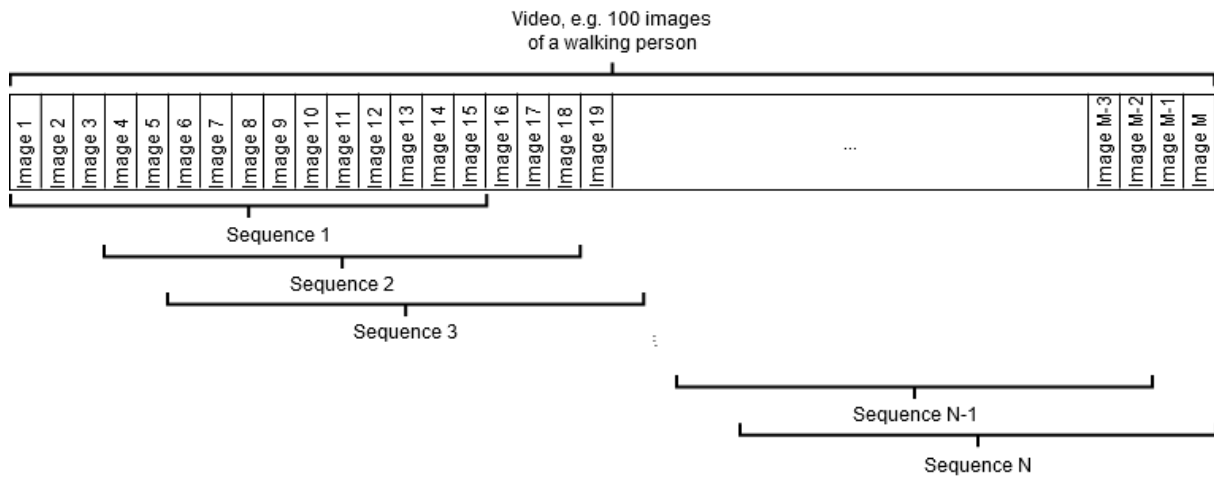 Video, e.g. 100 images
of a walking person
Image 1
Image 2
Image 3
Image 4
Image 5
Image 6
Image 7
Image 8
Image 9
Image 10
Image 11
Image 12
Image 13
Image 14
Image 15
Image 16
Image 17
Image 18
Image 19
...
Image M-3
Image M-2
Image M-1
Image M
Sequence 1
Sequence 2
Sequence 3
...
Sequence N-1
Sequence N